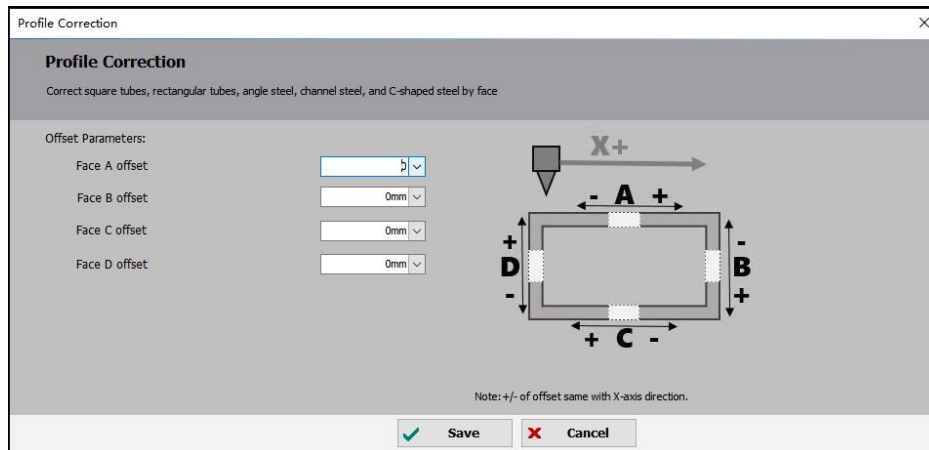 Profile Correction
Profile Correction
Correct square tubes, rectangular tubes, angle steel, channel steel, and C-shaped steel by face
Offset Parameters:
Face A offset
Face B offset 0mm
Face C offset 0mm
Face D offset 0mm
X+
- A +
+ D -
- B +
+ C -
Note:+/- of offset same with X-axis direction.
Save Cancel